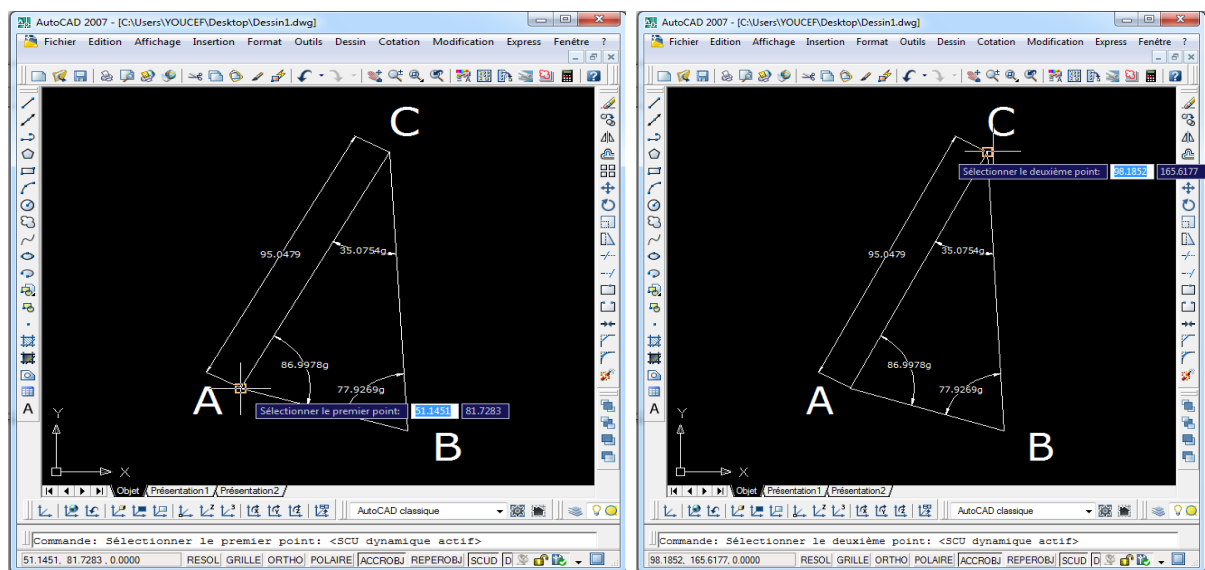 AutoCAD 2007 - [C:\Users\YOUCEF\Desktop\Dessin1.dwg]
Fichier Edition Affichage Insertion Format Outils Dessin Cotation Modification Express Fenêtre ?
C
95.0479
35.0754g
86.9978g
77.9269g
A
Sélectionner le premier point: 51.1451 81.7283
B
Y
X
Objet Présentation1 Présentation2
AutoCAD classique
Commande: Sélectionner le premier point: <SCU dynamique actif>
51.1451, 81.7283 , 0.0000 RESOL GRILLE ORTHO POLAIRE ACCROBJ REPEROBJ SCUD D
AutoCAD 2007 - [C:\Users\YOUCEF\Desktop\Dessin1.dwg]
Fichier Edition Affichage Insertion Format Outils Dessin Cotation Modification Express Fenêtre ?
C
Sélectionner le deuxième point: 98.1852 165.6177
95.0479
35.0754g
86.9978g
77.9269g
A
B
Y
X
Objet Présentation1 Présentation2
AutoCAD classique
Commande: Sélectionner le deuxième point: <SCU dynamique actif>
98.1852, 165.6177, 0.0000 RESOL GRILLE ORTHO POLAIRE ACCROBJ REPEROBJ SCUD D